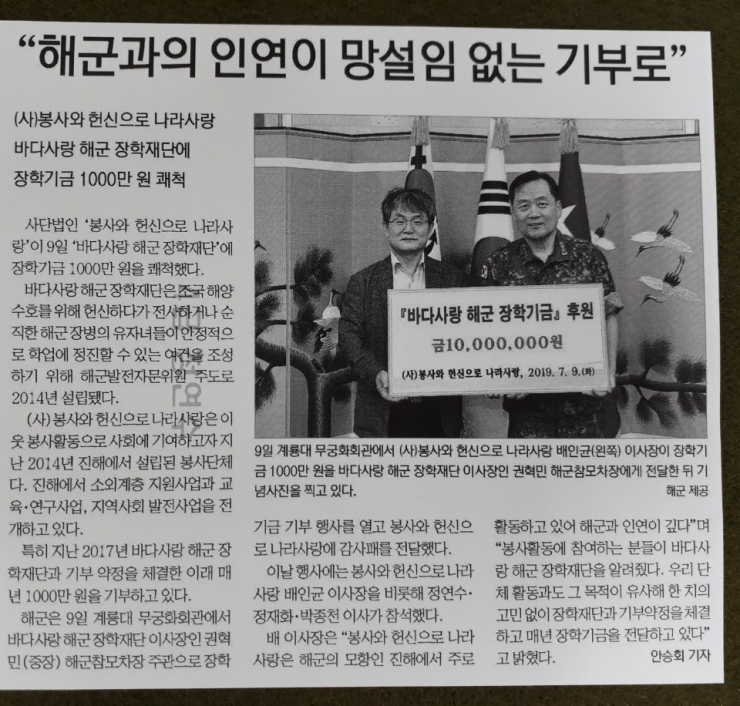 “해군과의 인연이 망설임 없는 기부로”
(사)봉사와 헌신으로 나라사랑
바다사랑 해군 장학재단에
장학기금 1000만 원 쾌척
사단법인 ‘봉사와 헌신으로 나라사
랑’이 9일 ‘바다사랑 해군 장학재단’에
장학기금 1000만 원을 쾌척했다.
바다사랑 해군 장학재단은 조국 해양
수호를 위해 헌신하다가 전사하거나 순
직한 해군 장병의 유자녀들이 안정적으
로 학업에 정진할 수 있는 여건을 조성
하기 위해 해군발전자문위원 주도로
2014년 설립됐다.
(사)봉사와 헌신으로 나라사랑은 이
웃 봉사활동으로 사회에 기여하고자 지
난 2014년 진해에서 설립된 봉사단체
다. 진해에서 소외계층 지원사업과 교
육·연구사업, 지역사회 발전사업을 전
개하고 있다.
특히 지난 2017년 바다사랑 해군 장
학재단과 기부 약정을 체결한 이래 매
년 1000만 원을 기부하고 있다.
해군은 9일 계룡대 무궁화회관에서
바다사랑 해군 장학재단 이사장인 권혁
민(중장) 해군참모차장 주관으로 장학
『바다사랑 해군 장학기금』 후원
금10,000,000원
(사)봉사와 헌신으로 나라사랑, 2019. 7. 9.(화)
9일 계룡대 무궁화회관에서 (사)봉사와 헌신으로 나라사랑 배인균(왼쪽) 이사장이 장학기
금 1000만 원을 바다사랑 해군 장학재단 이사장인 권혁민 해군참모차장에게 전달한 뒤 기
념사진을 찍고 있다.
해군 제공
기금 기부 행사를 열고 봉사와 헌신으
로 나라사랑에 감사패를 전달했다.
이날 행사에는 봉사와 헌신으로 나라
사랑 배인균 이사장을 비롯해 정연수·
정재화·박종천 이사가 참석했다.
배 이사장은 “봉사와 헌신으로 나라
사랑은 해군의 모항인 진해에서 주로
활동하고 있어 해군과 인연이 깊다”며
“봉사활동에 참여하는 분들이 바다사
랑 해군 장학재단을 알려줬다. 우리 단
체 활동과도 그 목적이 유사해 한 치의
고민 없이 장학재단과 기부약정을 체결
하고 매년 장학기금을 전달하고 있다”
고 밝혔다.
안승회 기자